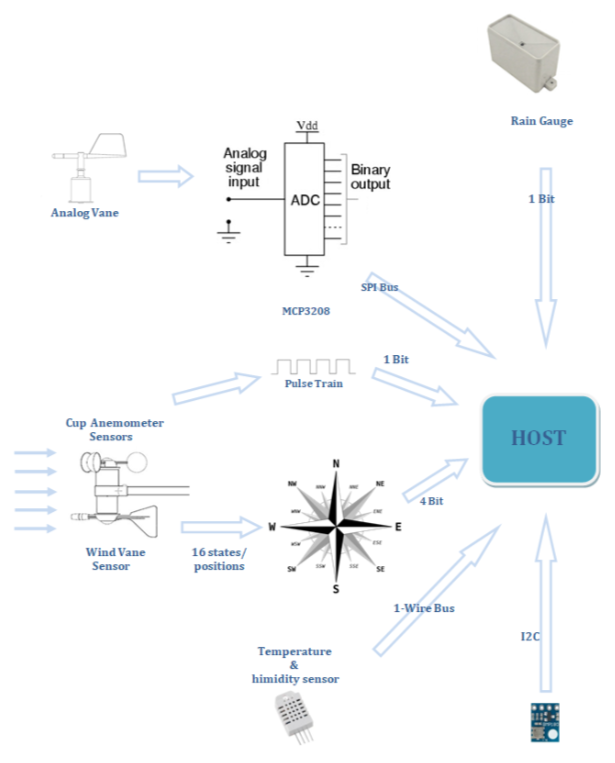 Rain Gauge
1 Bit
Vdd
Analog
signal
input
ADC
Binary
output
Analog Vane
MCP3208
SPI Bus
1 Bit
Pulse Train
Cup Anemometer
Sensors
HOST
N
NW
NNW
NNE
NE
WNW
ENE
W
E
WSW
ESE
SW
SSW
SSE
SE
S
4 Bit
Wind Vane
Sensor
16 states/
positions
1-Wire Bus
I2C
Temperature
&
himidity sensor